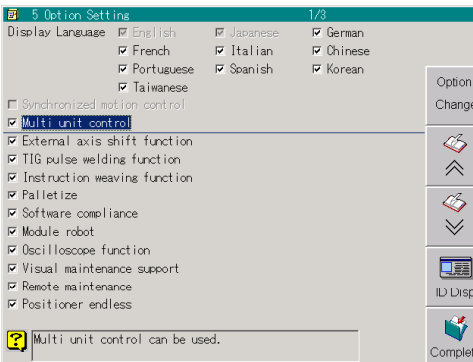 5 Option Setting 1/3
Display Language English Japanese German
French Italian Chinese
Portuguese Spanish Korean
Taiwanese
Synchronized motion control
Multi unit control
External axis shift function
TIG pulse welding function
Instruction weaving function
Palletize
Software compliance
Module robot
Oscilloscope function
Visual maintenance support
Remote maintenance
Positioner endless
Multi unit control can be used.
Option
Change
ID Disp
Complet